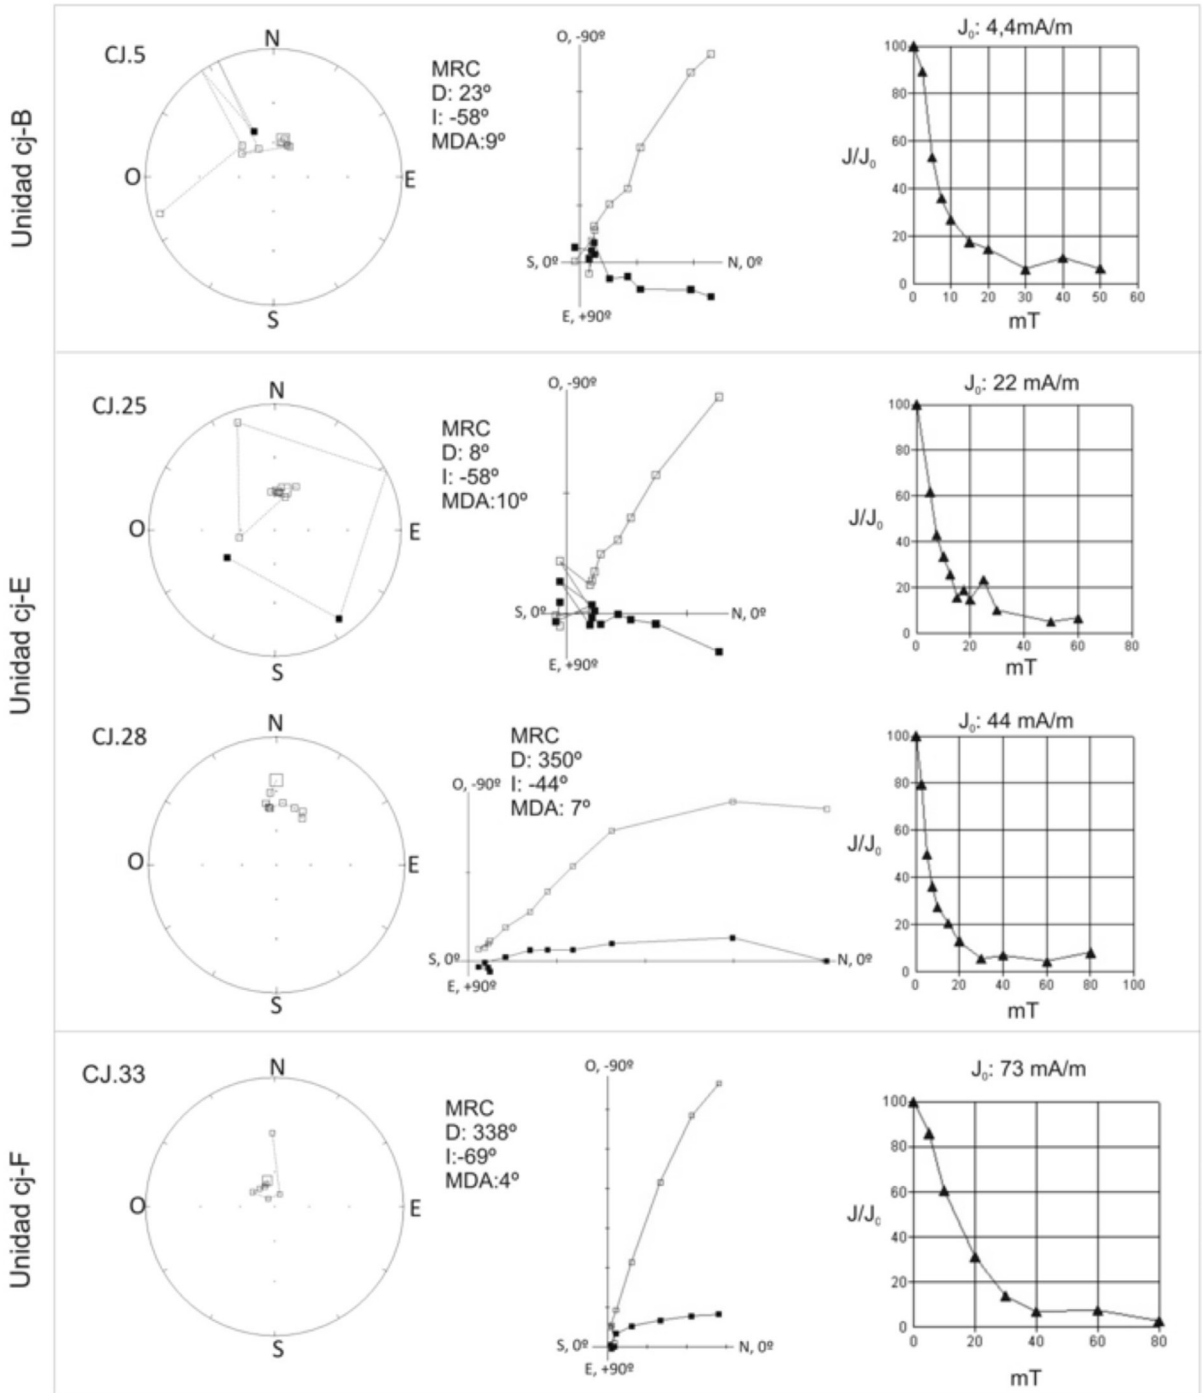 Unidad cj-B
CJ.5
N
O
E
S
MRC
D: 23º
I: -58º
MDA:9º
O, -90º
S, 0º
N, 0º
E, +90º
J₀: 4,4mA/m
J/J₀
100
80
60
40
20
0
0 10 20 30 40 50 60
mT
Unidad cj-E
CJ.25
N
O
E
S
MRC
D: 8º
I: -58º
MDA:10º
O, -90º
S, 0º
N, 0º
E, +90º
J₀: 22 mA/m
J/J₀
100
80
60
40
20
0
0 20 40 60 80
mT
CJ.28
N
O
E
S
MRC
D: 350º
I: -44º
MDA: 7º
O, -90º
S, 0º
N, 0º
E, +90º
J₀: 44 mA/m
J/J₀
100
80
60
40
20
0
0 20 40 60 80 100
mT
Unidad cj-F
CJ.33
N
O
E
S
MRC
D: 338º
I:-69º
MDA:4º
O, -90º
S, 0º
N, 0º
E, +90º
J₀: 73 mA/m
J/J₀
100
80
60
40
20
0
0 20 40 60 80
mT